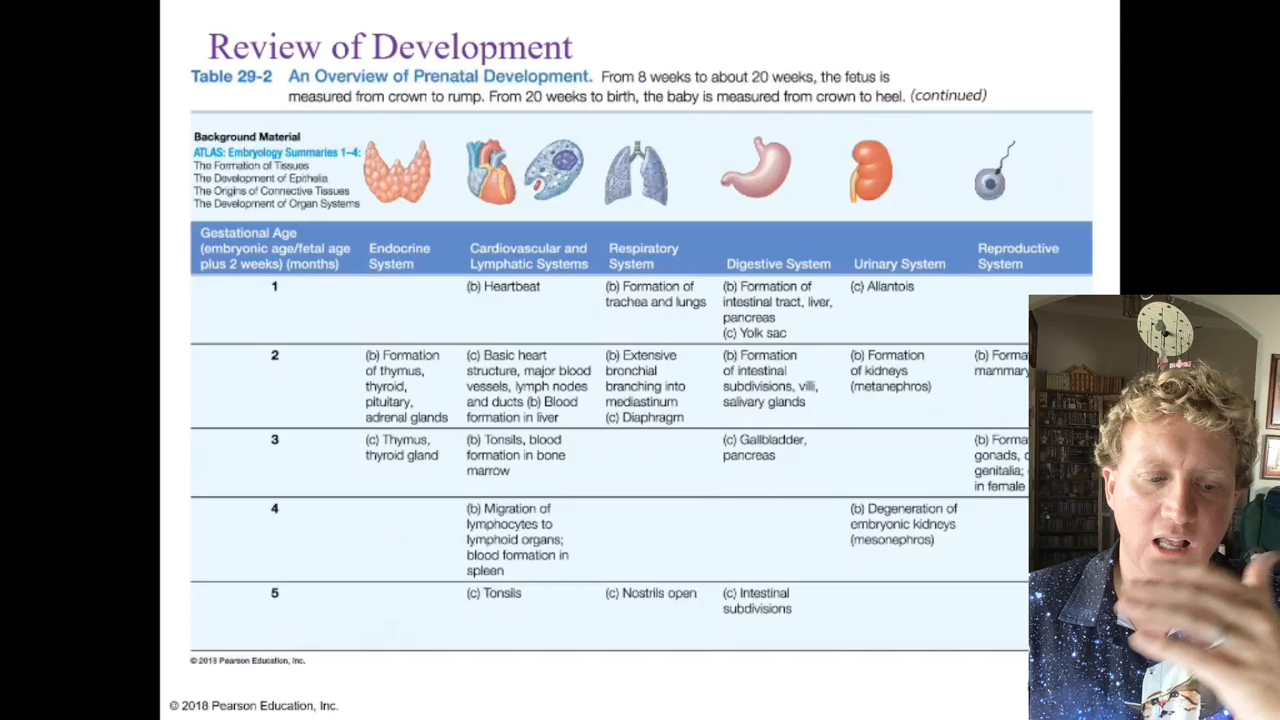 Review of Development
Table 29-2 An Overview of Prenatal Development. From 8 weeks to about 20 weeks, the fetus is
measured from crown to rump. From 20 weeks to birth, the baby is measured from crown to heel. (continued)
Background Material
ATLAS: Embryology Summaries 1–4:
The Formation of Tissues
The Development of Epithelia
The Origins of Connective Tissues
The Development of Organ Systems
Gestational Age
(embryonic age/fetal age
plus 2 weeks) (months)
Endocrine
System
Cardiovascular and
Lymphatic Systems
Respiratory
System
Digestive System
Urinary System
Reproductive
System
1
(b) Heartbeat
(b) Formation of
trachea and lungs
(b) Formation of
intestinal tract, liver,
pancreas
(c) Yolk sac
(c) Allantois
2
(b) Formation
of thymus,
thyroid,
pituitary,
adrenal glands
(c) Basic heart
structure, major blood
vessels, lymph nodes
and ducts (b) Blood
formation in liver
(b) Extensive
bronchial
branching into
mediastinum
(c) Diaphragm
(b) Formation
of intestinal
subdivisions, villi,
salivary glands
(b) Formation
of kidneys
(metanephros)
(b) Forma
mammary
3
(c) Thymus,
thyroid gland
(b) Tonsils, blood
formation in bone
marrow
(c) Gallbladder,
pancreas
(b) Forma
gonads,
genitalia;
in female
4
(b) Migration of
lymphocytes to
lymphoid organs;
blood formation in
spleen
(b) Degeneration of
embryonic kidneys
(mesonephros)
5
(c) Tonsils
(c) Nostrils open
(c) Intestinal
subdivisions
© 2018 Pearson Education, Inc.
© 2018 Pearson Education, Inc.